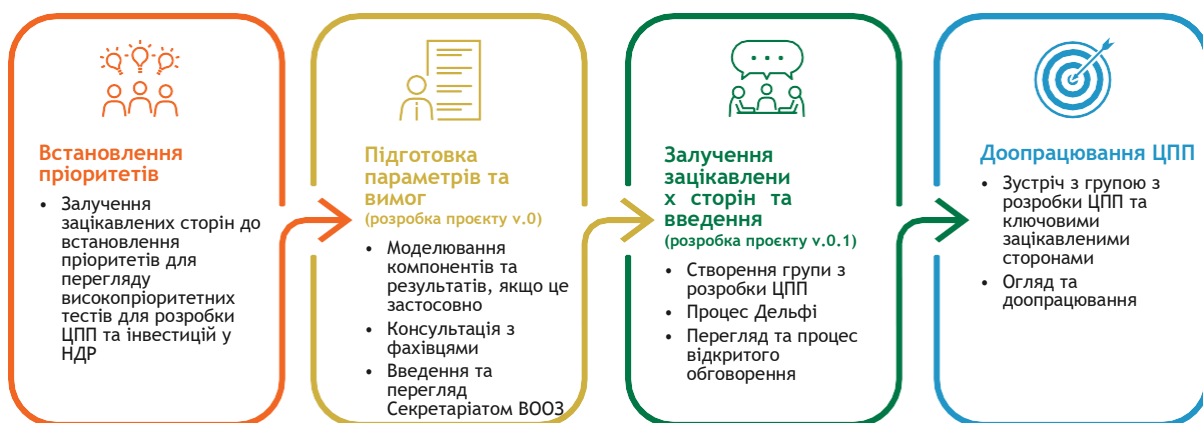 Встановлення
пріоритетів
• Залучення
зацікавлених сторін до
встановлення
пріоритетів для
перегляду
високопріоритетних
тестів для розробки
ЦПП та інвестицій у
НДР
Підготовка
параметрів та
вимог
(розробка проєкту v.0)
• Моделювання
компонентів та
результатів, якщо це
застосовно
• Консультація з
фахівцями
• Введення та
перегляд
Секретаріатом ВООЗ
Залучення
зацікавлени
х сторін та
введення
(розробка проєкту v.0.1)
• Створення групи з
розробки ЦПП
• Процес Дельфі
• Перегляд та процес
відкритого
обговорення
Доопрацювання ЦПП
• Зустріч з групою з
розробки ЦПП та
ключовими
зацікавленими
сторонами
• Огляд та
доопрацювання